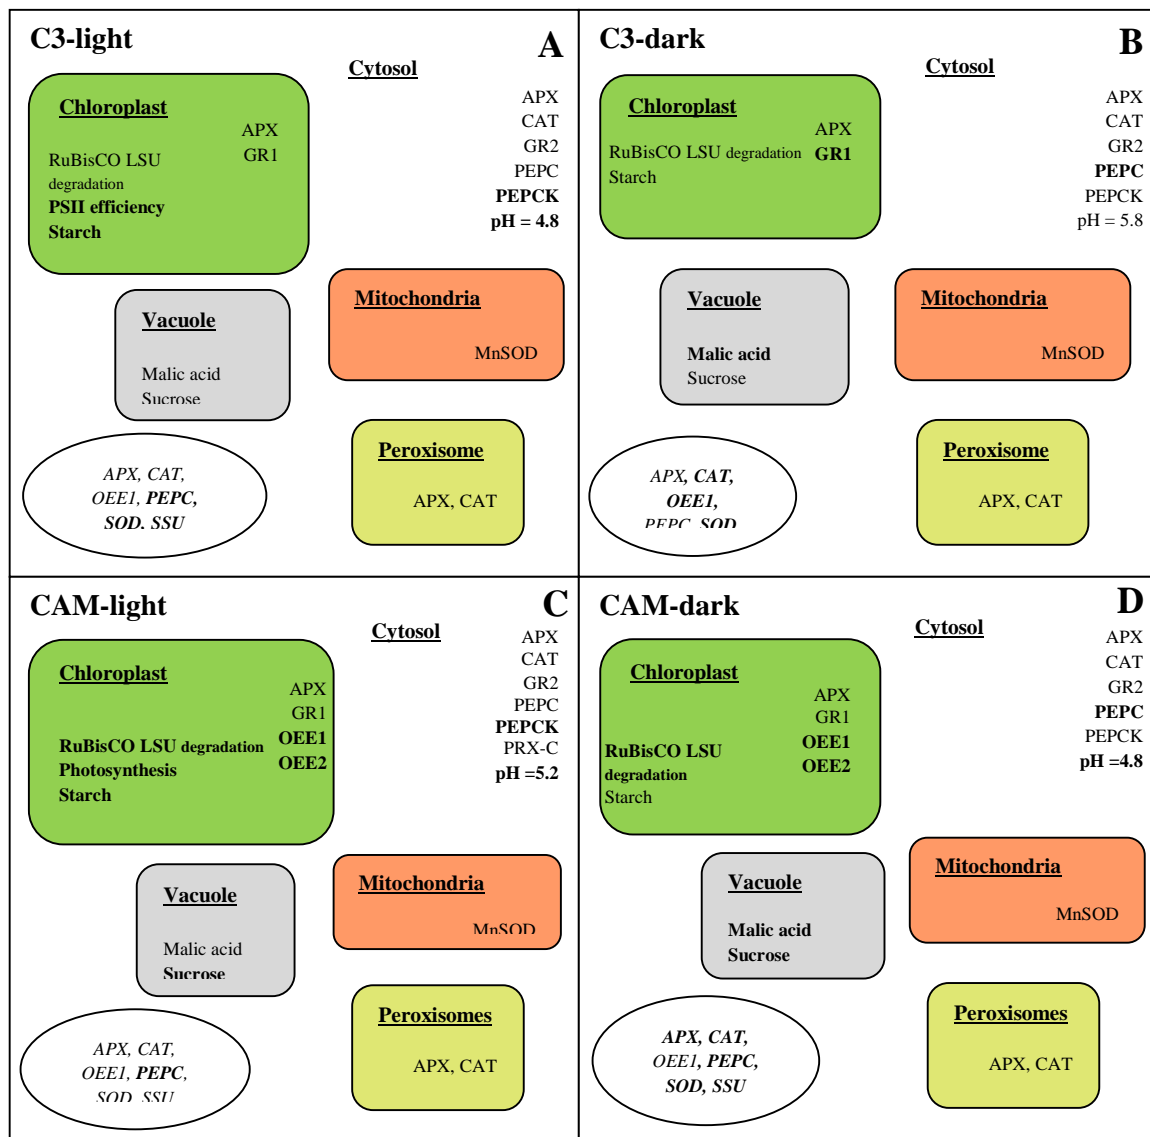 C3-light
A
Cytosol
Chloroplast
APX
GR1
RuBisCO LSU
degradation
PSII efficiency
Starch
APX
CAT
GR2
PEPC
PEPCK
pH = 4.8
Vacuole
Malic acid
Sucrose
Mitochondria
MnSOD
APX, CAT,
OEE1, PEPC,
SOD, SSU
Peroxisome
APX, CAT
C3-dark
B
Cytosol
Chloroplast
APX
RuBisCO LSU degradation GR1
Starch
APX
CAT
GR2
PEPC
PEPCK
pH = 5.8
Vacuole
Malic acid
Sucrose
Mitochondria
MnSOD
APX, CAT,
OEE1,
PEPC, SOD
Peroxisome
APX, CAT
CAM-light
C
Cytosol
Chloroplast
APX
GR1
OEE1
OEE2
RuBisCO LSU degradation
Photosynthesis
Starch
APX
CAT
GR2
PEPC
PEPCK
PRX-C
pH =5.2
Vacuole
Malic acid
Sucrose
Mitochondria
MnSOD
APX, CAT,
OEE1, PEPC,
SOD, SSU
Peroxisomes
APX, CAT
CAM-dark
D
Cytosol
Chloroplast
APX
GR1
OEE1
OEE2
RuBisCO LSU
degradation
Starch
APX
CAT
GR2
PEPC
PEPCK
pH =4.8
Vacuole
Malic acid
Sucrose
Mitochondria
MnSOD
APX, CAT,
OEE1, PEPC,
SOD, SSU
Peroxisomes
APX, CAT